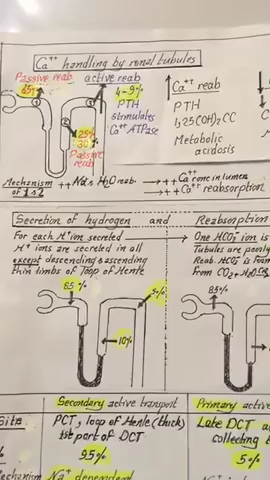 Ca++ handling by renal tubules
Passive reab
65%
active reab
4-9%
PTH
stimulates
Ca++ ATPase
1
2
25%
30%
Passive
reab
Ca++ reab
PTH
1,25(OH)2CC
Metabolic
acidosis
Mechanism
of 1 & 2
++ Na & H2O reab.
++ Ca conc in lumen
++ Ca++ reabsorption
Secretion of hydrogen and Reabsorption
For each H+ ion secreted
One HCO3 ion is
H+ ions are secreted in all
except descending & ascending
thin limbs of loop of Henle
Tubules are poorly
Reab. HCO3 is form
from CO2 + H2O
85%
5%
10%
85%
Secondary active transport
Primary active
PCT, loop of Henle (thick)
1st part of DCT
Late DCT
collecting
95%
5%
Na+ dependent